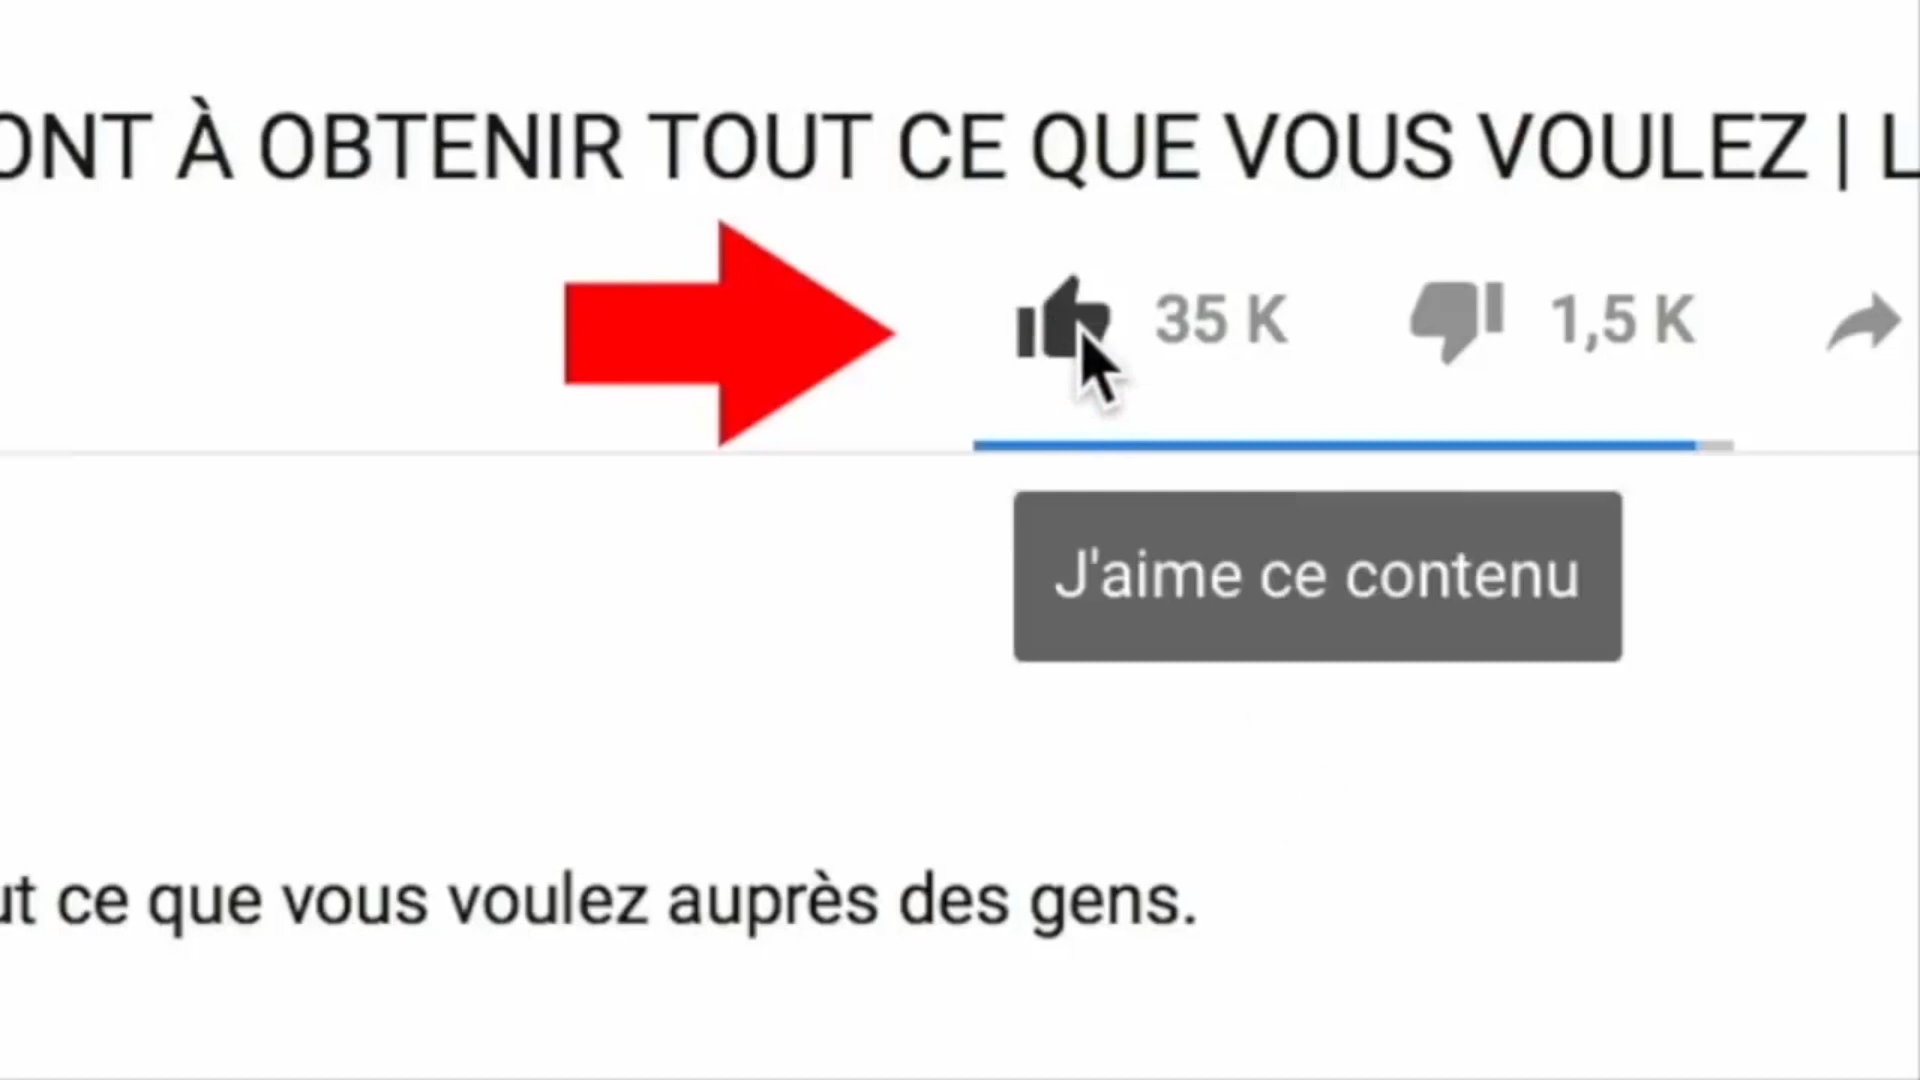 ONT À OBTENIR TOUT CE QUE VOUS VOULEZ | L
35 K 1,5 K
J'aime ce contenu
ut ce que vous voulez auprès des gens.